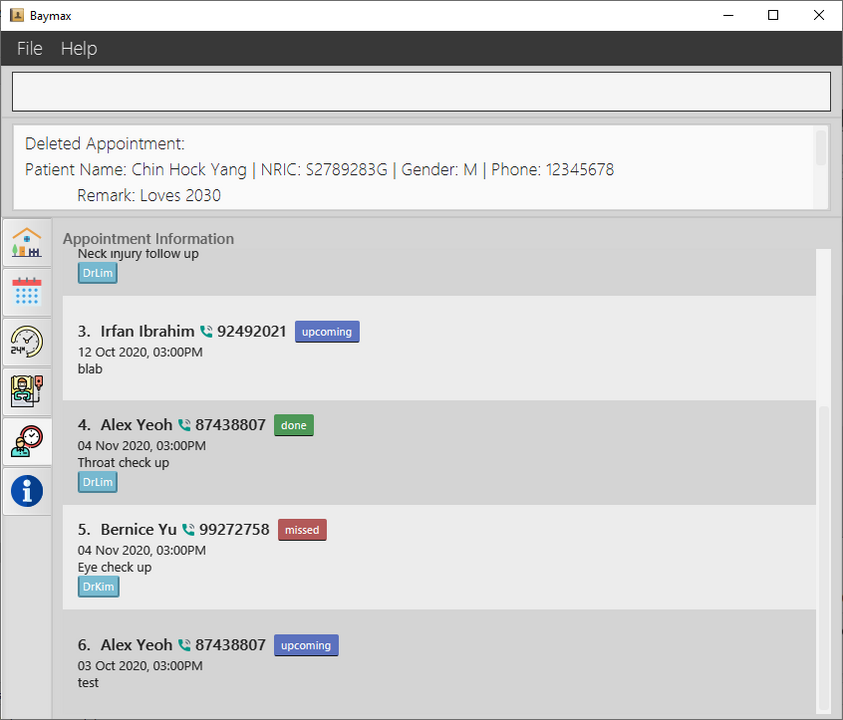 Baymax
File Help
Deleted Appointment:
Patient Name: Chin Hock Yang | NRIC: S2789283G | Gender: M | Phone: 12345678
Remark: Loves 2030
Appointment Information
Neck injury follow up
DrLim
3. Irfan Ibrahim 92492021 upcoming
12 Oct 2020, 03:00PM
blab
4. Alex Yeoh 87438807 done
04 Nov 2020, 03:00PM
Throat check up
DrLim
5. Bernice Yu 99272758 missed
04 Nov 2020, 03:00PM
Eye check up
DrKim
6. Alex Yeoh 87438807 upcoming
03 Oct 2020, 03:00PM
test
24H